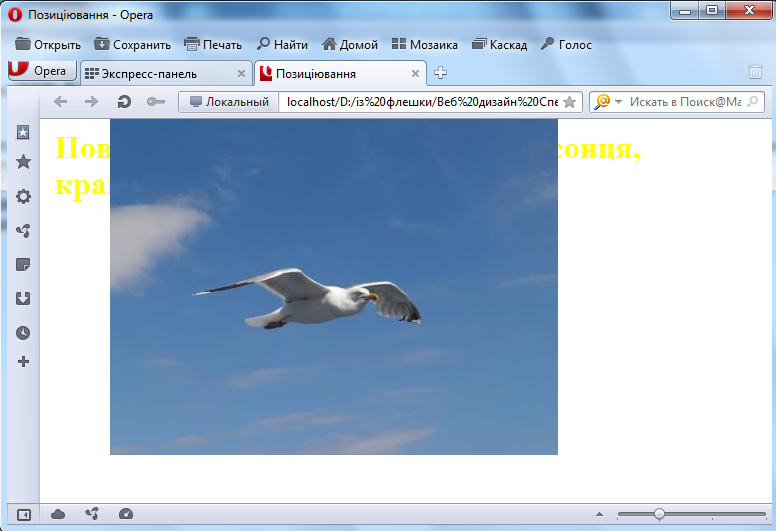 Позиціювання - Opera
Открыть Сохранить Печать Найти Домой Мозаика Каскад Голос
Opera Экспресс-панель Позиціювання
Локальный localhost/D:/із%20флешки/Веб%20дизайн%20Спе Искать в Поиск@Ма
Пов сонця,
кра